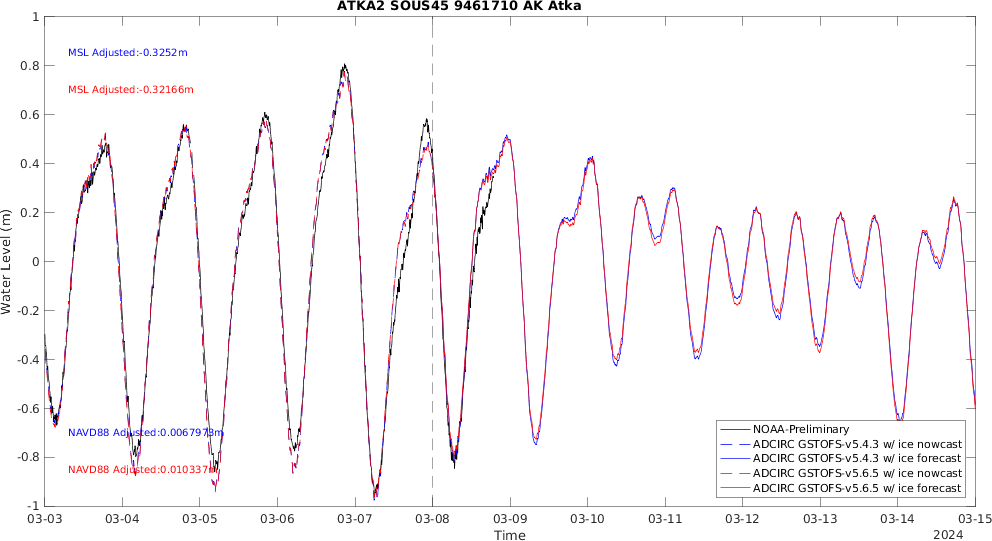 ATKA2 SOUS45 9461710 AK Atka
MSL Adjusted:-0.3252m
MSL Adjusted:-0.32166m
NAVD88 Adjusted:0.0067973m
NAVD88 Adjusted:0.010337m
Water Level (m)
1
0.8
0.6
0.4
0.2
0
-0.2
-0.4
-0.6
-0.8
-1
NOAA-Preliminary
ADCIRC GSTOFS-v5.4.3 w/ ice nowcast
ADCIRC GSTOFS-v5.4.3 w/ ice forecast
ADCIRC GSTOFS-v5.6.5 w/ ice nowcast
ADCIRC GSTOFS-v5.6.5 w/ ice forecast
03-03 03-04 03-05 03-06 03-07 03-08 03-09 03-10 03-11 03-12 03-13 03-14 03-15
Time
2024